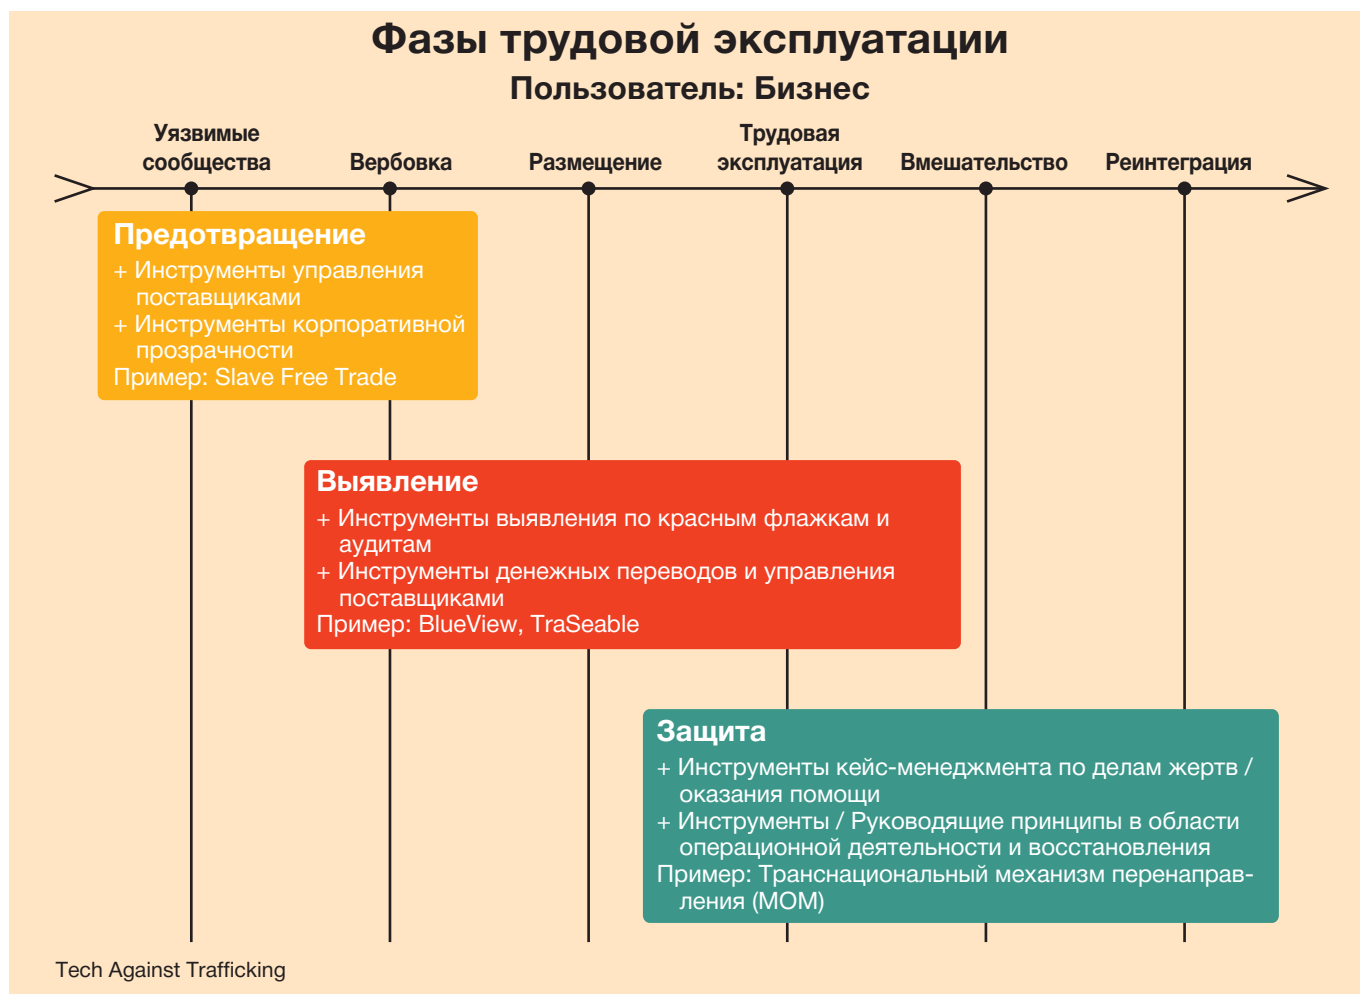 Фазы трудовой эксплуатации
Пользователь: Бизнес
Уязвимые
сообщества
Вербовка
Размещение
Трудовая
эксплуатация
Вмешательство
Реинтеграция
Предотвращение
+ Инструменты управления
поставщиками
+ Инструменты корпоративной
прозрачности
Пример: Slave Free Trade
Выявление
+ Инструменты выявления по красным флажкам и
аудитам
+ Инструменты денежных переводов и управления
поставщиками
Пример: BlueView, TraSeable
Защита
+ Инструменты кейс-менеджмента по делам жертв /
оказания помощи
+ Инструменты / Руководящие принципы в области
операционной деятельности и восстановления
Пример: Транснациональный механизм перенаправ-
ления (МОМ)
Tech Against Trafficking